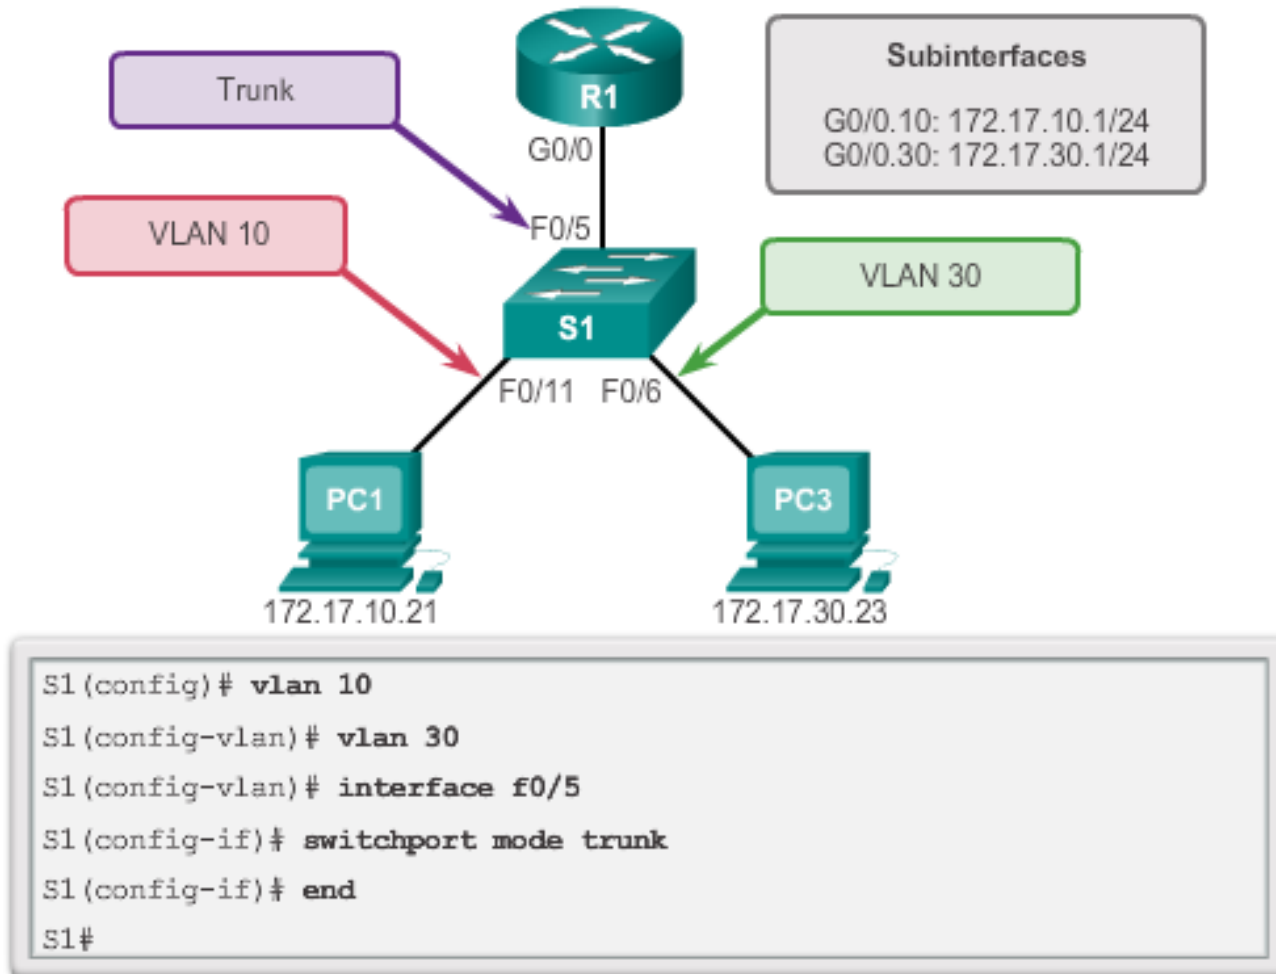 R1
Subinterfaces
G0/0.10: 172.17.10.1/24
G0/0.30: 172.17.30.1/24
Trunk
G0/0
VLAN 10
F0/5
VLAN 30
S1
F0/11 F0/6
PC1
PC3
172.17.10.21
172.17.30.23
S1(config)# vlan 10
S1(config-vlan)# vlan 30
S1(config-vlan)# interface f0/5
S1(config-if)# switchport mode trunk
S1(config-if)# end
S1#